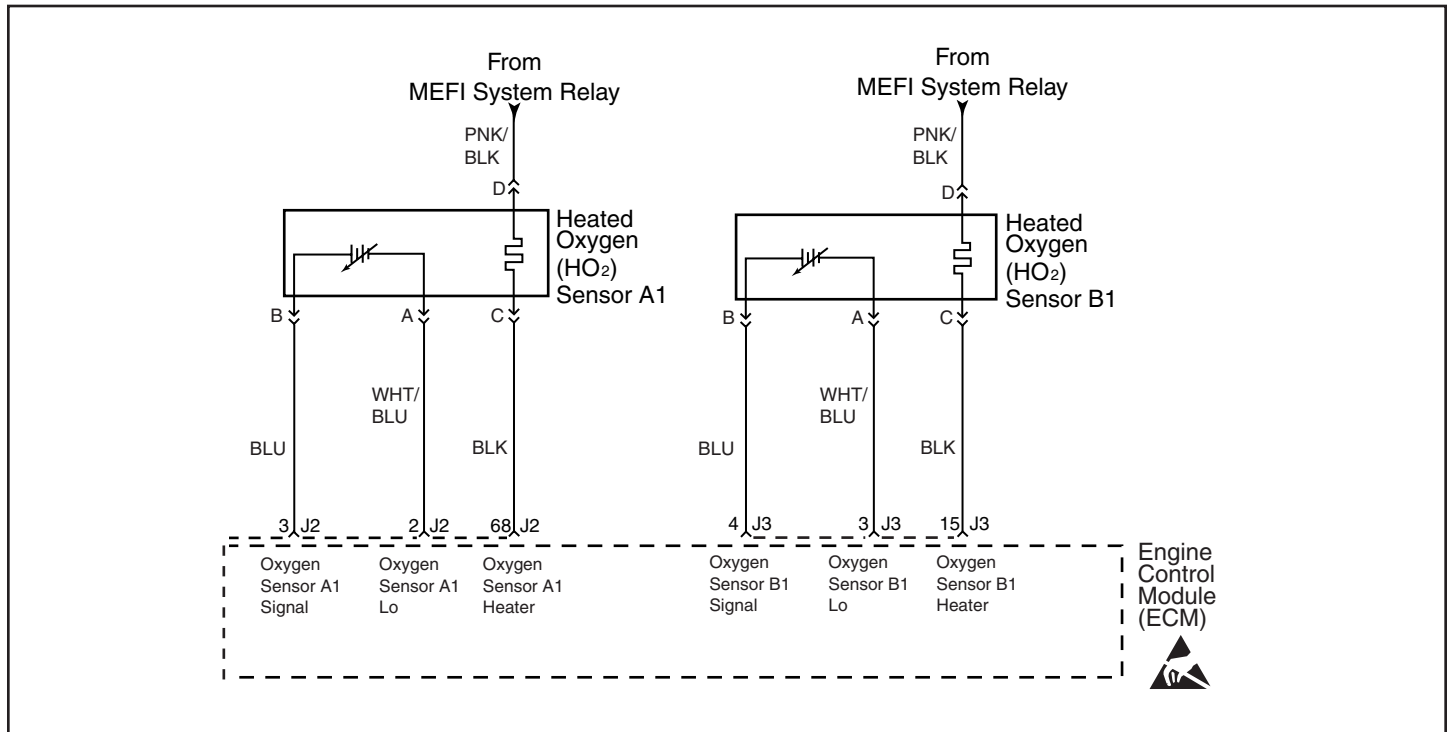 From
MEFI System Relay
PNK/
BLK
D
Heated
Oxygen
(HO2)
Sensor A1
B
A
C
WHT/
BLU
BLU
BLK
3 J2
2 J2
68 J2
Oxygen
Sensor A1
Signal
Oxygen
Sensor A1
Lo
Oxygen
Sensor A1
Heater
From
MEFI System Relay
PNK/
BLK
D
Heated
Oxygen
(HO2)
Sensor B1
B
A
C
WHT/
BLU
BLU
BLK
4 J3
3 J3
15 J3
Oxygen
Sensor B1
Signal
Oxygen
Sensor B1
Lo
Oxygen
Sensor B1
Heater
Engine
Control
Module
(ECM)